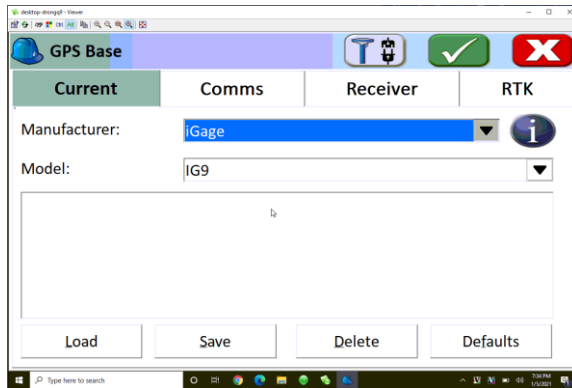 desktop-drongq8 - Viewer
GPS Base
Current Comms Receiver RTK
Manufacturer: iGage
Model: IG9
Load Save Delete Defaults
Type here to search
7:34 PM
1/5/2021